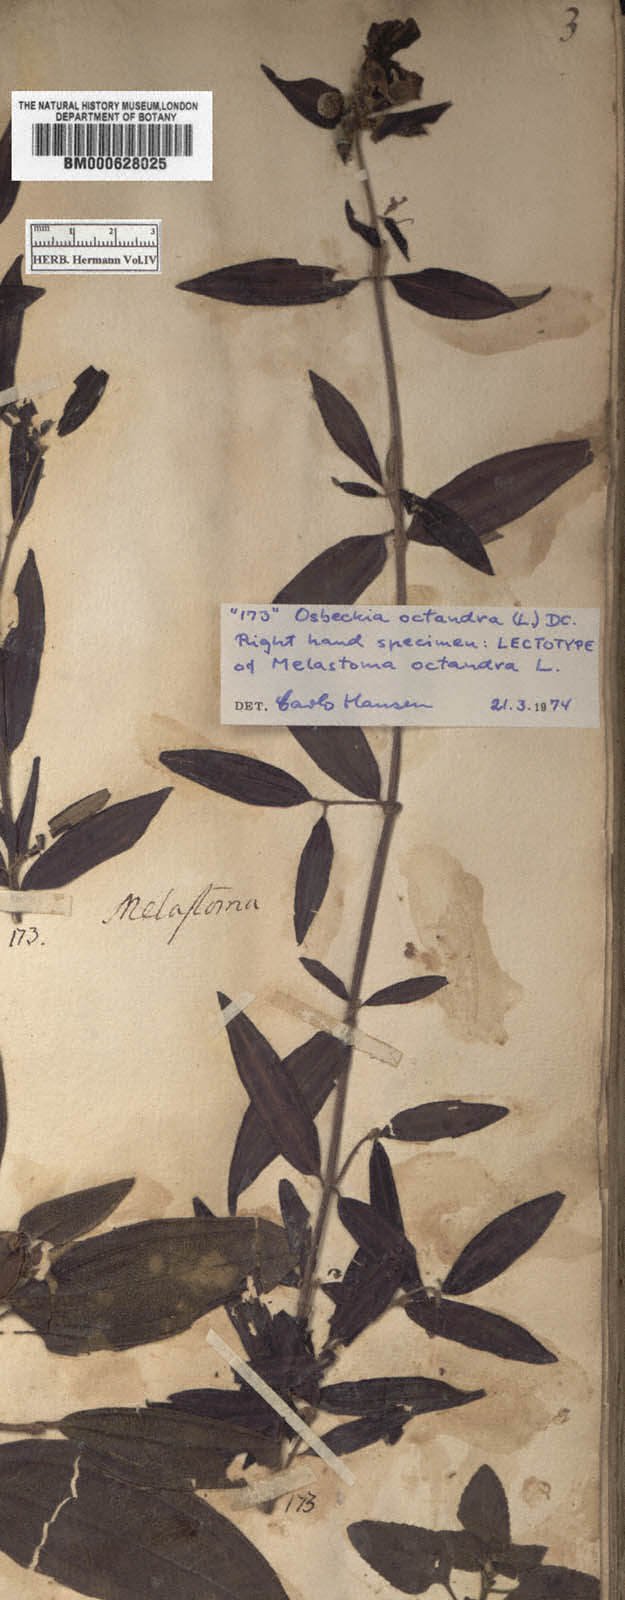 3
THE NATURAL HISTORY MUSEUM, LONDON
DEPARTMENT OF BOTANY
BM000628025
mm 1 2 3
HERB. Hermann Vol.IV
"173" Osbeckia octandra (L.) DC.
Right hand specimen: LECTOTYPE
of Melastoma octandra L.
DET. Carlo Hansen 21.3.1974
Melastoma
173.
173